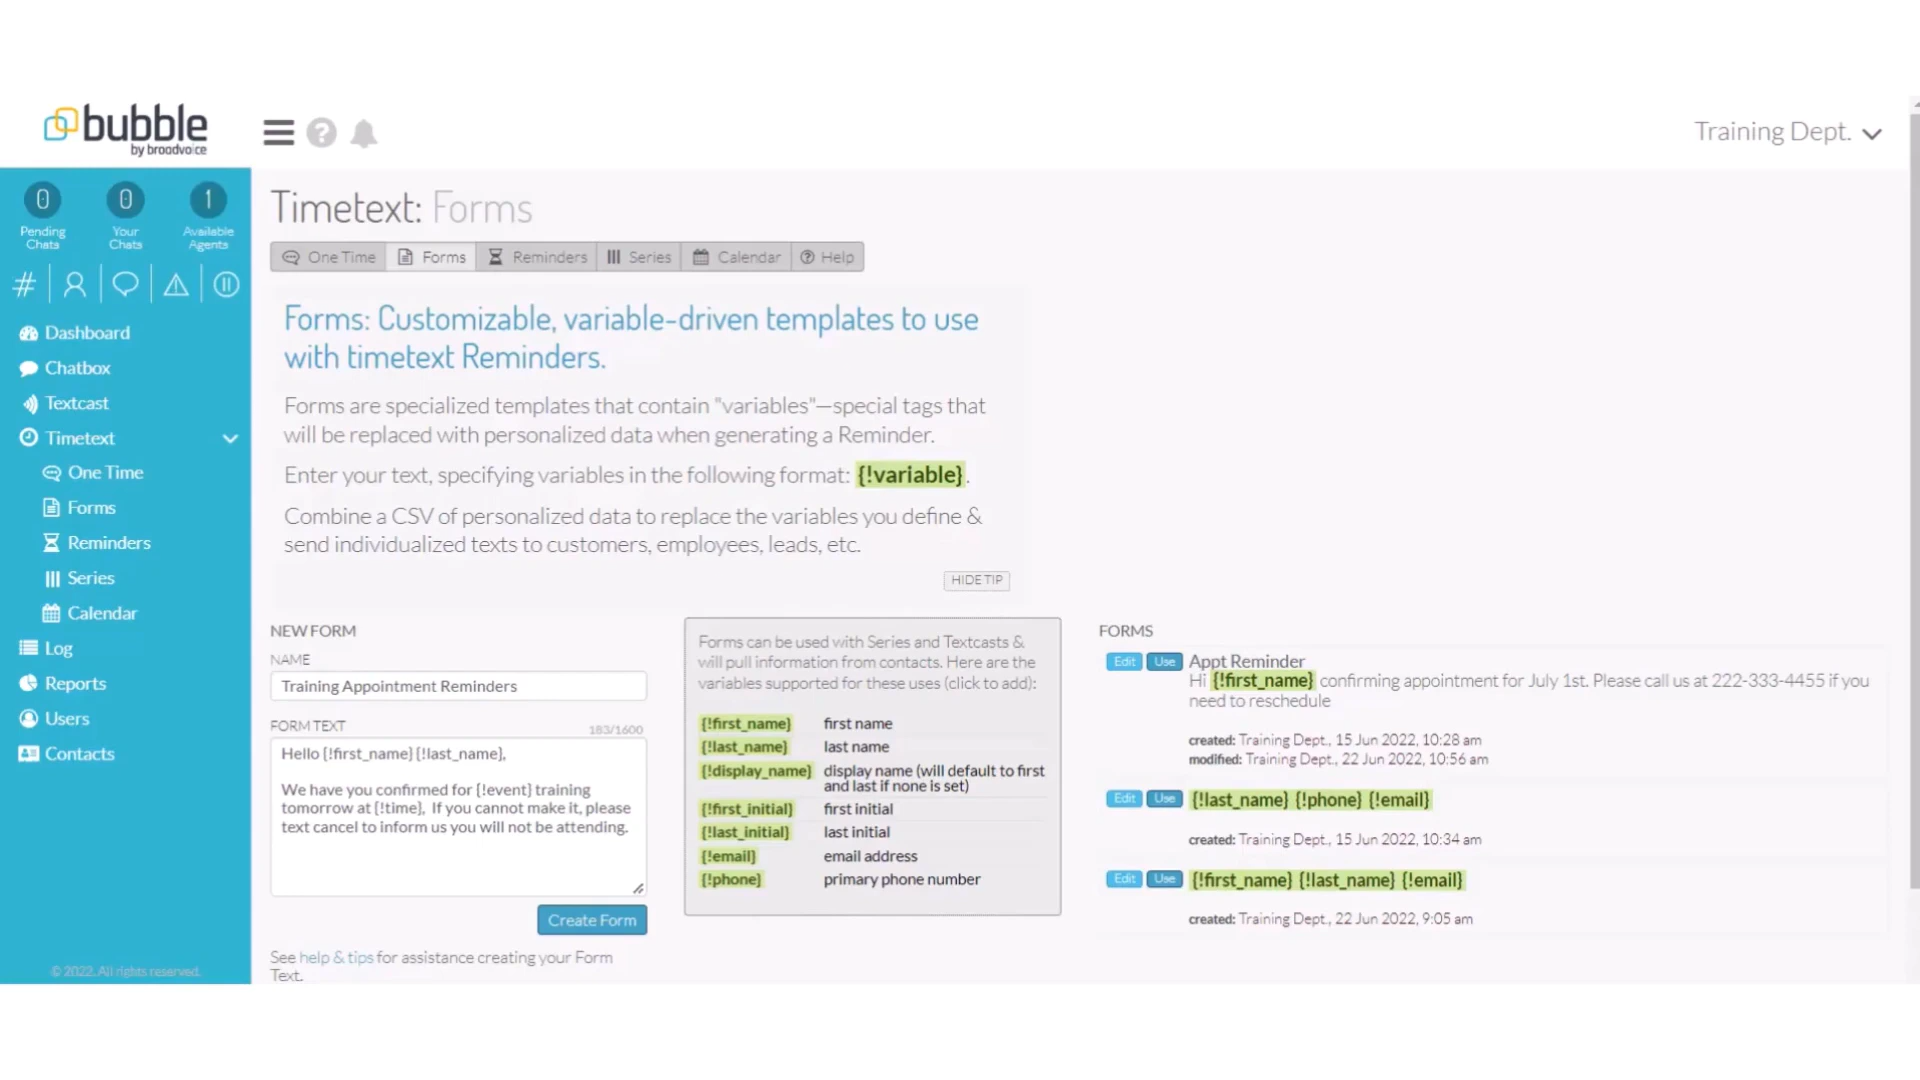 bubble
by broadvoice
Training Dept.
0
0
1
Pending
Chats
Your
Chats
Available
Agents
Dashboard
Chatbox
Textcast
Timetext
One Time
Forms
Reminders
Series
Calendar
Log
Reports
Users
Contacts
© 2022. All rights reserved.
Timetext: Forms
One Time
Forms
Reminders
Series
Calendar
Help
Forms: Customizable, variable-driven templates to use
with timetext Reminders.
Forms are specialized templates that contain "variables"—special tags that
will be replaced with personalized data when generating a Reminder.
Enter your text, specifying variables in the following format: {!variable}.
Combine a CSV of personalized data to replace the variables you define &
send individualized texts to customers, employees, leads, etc.
HIDE TIP
NEW FORM
NAME
Training Appointment Reminders
FORM TEXT
183/1600
Hello {!first_name} {!last_name},
We have you confirmed for {!event} training
tomorrow at {!time}, If you cannot make it, please
text cancel to inform us you will not be attending.
Create Form
See help & tips for assistance creating your Form
Text.
Forms can be used with Series and Textcasts &
will pull information from contacts. Here are the
variables supported for these uses (click to add):
{!first_name} first name
{!last_name} last name
{!display_name} display name (will default to first
and last if none is set)
{!first_initial} first initial
{!last_initial} last initial
{!email} email address
{!phone} primary phone number
FORMS
Edit Use Appt Reminder
Hi {!first_name} confirming appointment for July 1st. Please call us at 222-333-4455 if you
need to reschedule
created: Training Dept., 15 Jun 2022, 10:28 am
modified: Training Dept., 22 Jun 2022, 10:56 am
Edit Use {!last_name} {!phone} {!email}
created: Training Dept., 15 Jun 2022, 10:34 am
Edit Use {!first_name} {!last_name} {!email}
created: Training Dept., 22 Jun 2022, 9:05 am